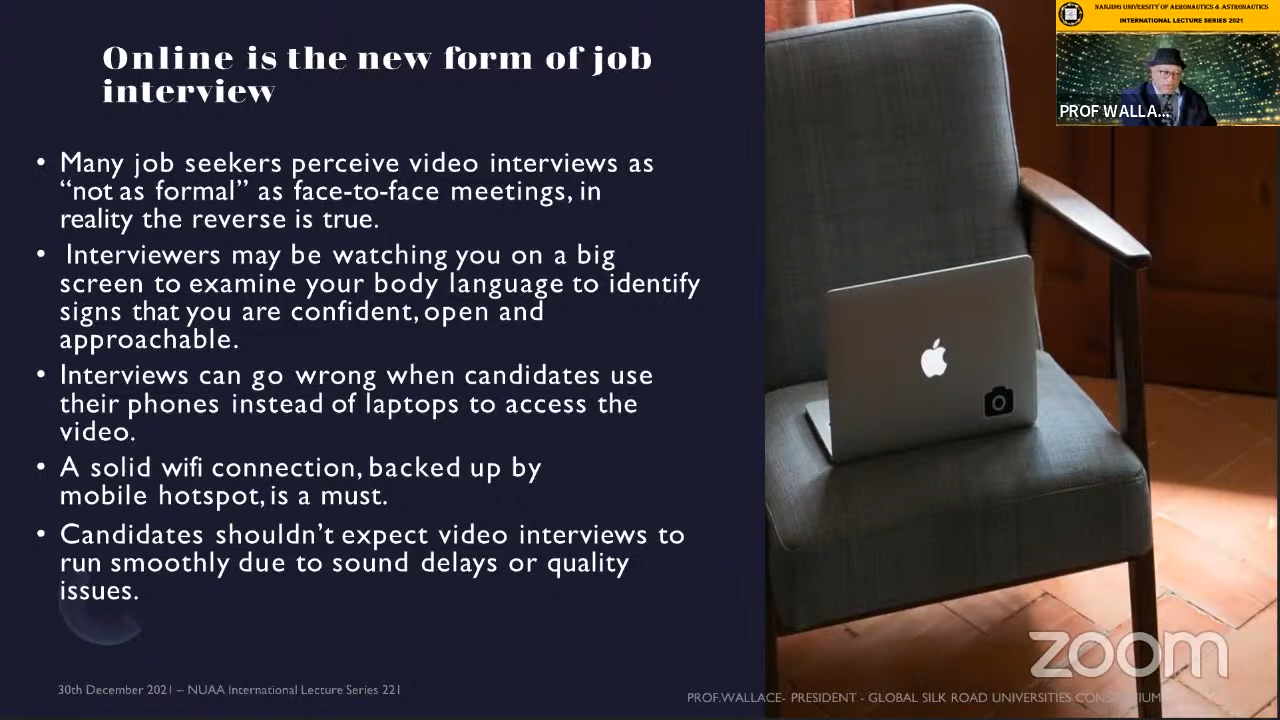 Online is the new form of job
interview
• Many job seekers perceive video interviews as
“not as formal” as face-to-face meetings, in
reality the reverse is true.
• Interviewers may be watching you on a big
screen to examine your body language to identify
signs that you are confident, open and
approachable.
• Interviews can go wrong when candidates use
their phones instead of laptops to access the
video.
• A solid wifi connection, backed up by
mobile hotspot, is a must.
• Candidates shouldn’t expect video interviews to
run smoothly due to sound delays or quality
issues.
30th December 2021 – NUAA International Lecture Series 221
PROF.WALLACE- PRESIDENT - GLOBAL SILK ROAD UNIVERSITIES CONSORTIUM
NANJING UNIVERSITY OF AERONAUTICS & ASTRONAUTICS
INTERNATIONAL LECTURE SERIES 2021
PROF WALLA...
zoom